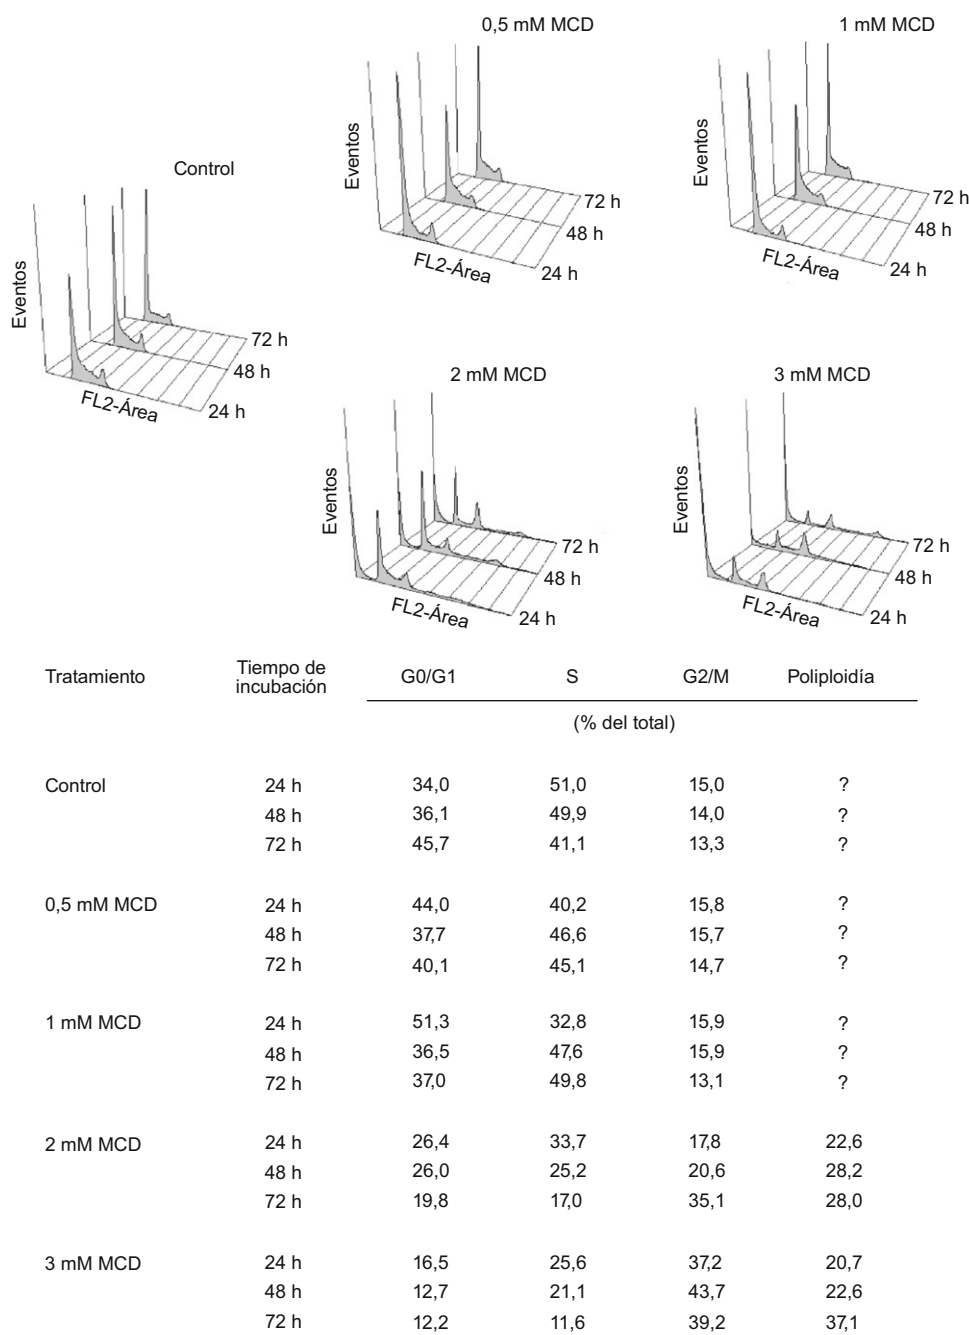 0,5 mM MCD
Eventos
FL2-Área
24 h
48 h
72 h
1 mM MCD
Eventos
FL2-Área
24 h
48 h
72 h
Control
Eventos
FL2-Área
24 h
48 h
72 h
2 mM MCD
Eventos
FL2-Área
24 h
48 h
72 h
3 mM MCD
Eventos
FL2-Área
24 h
48 h
72 h
Tratamiento Tiempo de incubación G0/G1 S G2/M Poliploidía
(% del total)
Control 24 h 34,0 51,0 15,0 ?
48 h 36,1 49,9 14,0 ?
72 h 45,7 41,1 13,3 ?
0,5 mM MCD 24 h 44,0 40,2 15,8 ?
48 h 37,7 46,6 15,7 ?
72 h 40,1 45,1 14,7 ?
1 mM MCD 24 h 51,3 32,8 15,9 ?
48 h 36,5 47,6 15,9 ?
72 h 37,0 49,8 13,1 ?
2 mM MCD 24 h 26,4 33,7 17,8 22,6
48 h 26,0 25,2 20,6 28,2
72 h 19,8 17,0 35,1 28,0
3 mM MCD 24 h 16,5 25,6 37,2 20,7
48 h 12,7 21,1 43,7 22,6
72 h 12,2 11,6 39,2 37,1